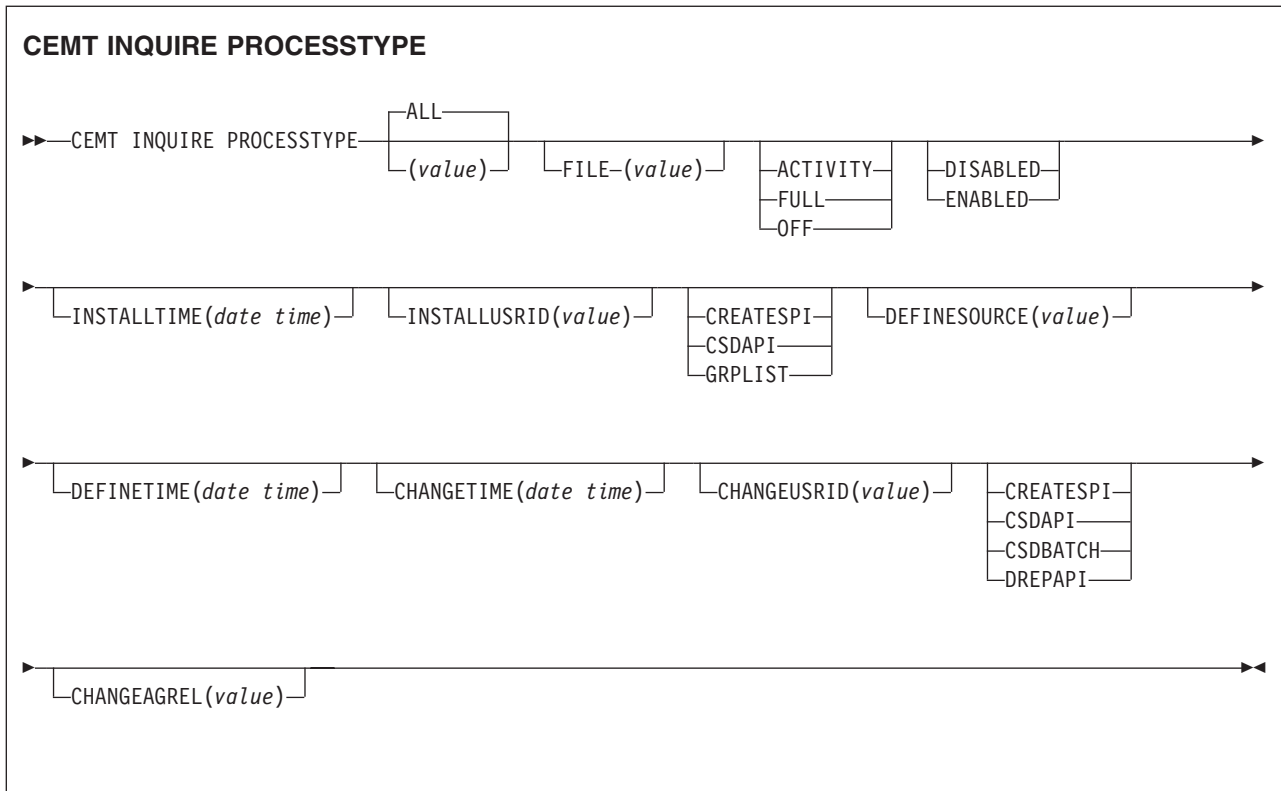 CEMT INQUIRE PROCESSTYPE
ALL
CEMT INQUIRE PROCESSTYPE
(value)
FILE (value)
ACTIVITY
FULL
OFF
DISABLED
ENABLED
INSTALLTIME(date time)
INSTALLUSRID(value)
CREATESPI
CSDAPI
GRPLIST
DEFINESOURCE(value)
DEFINETIME(date time)
CHANGETIME(date time)
CHANGEUSRID(value)
CREATESPI
CSDAPI
CSDBATCH
DREPAPI
CHANGEAGREL(value)